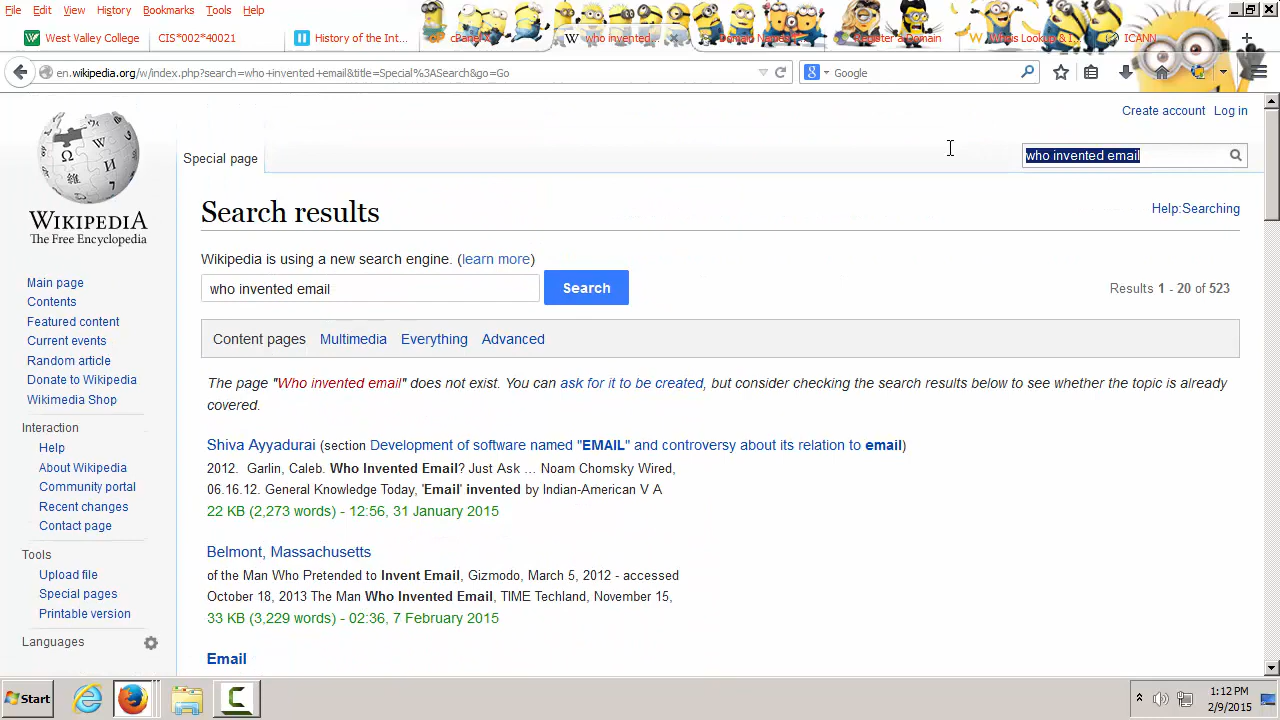 File Edit View History Bookmarks Tools Help
West Valley College CIS*002*40021 History of the Int... cPanel X who invented... Domain Names Register a Domain Whois Lookup & I... ICANN
en.wikipedia.org/w/index.php?search=who+invented+email&title=Special%3ASearch&go=Go
Google
Create account Log in
Special page
who invented email
WIKIPEDIA
The Free Encyclopedia
Search results
Help:Searching
Wikipedia is using a new search engine. (learn more)
who invented email
Search
Results 1 - 20 of 523
Content pages Multimedia Everything Advanced
The page "Who invented email" does not exist. You can ask for it to be created, but consider checking the search results below to see whether the topic is already
covered.
Shiva Ayyadurai (section Development of software named "EMAIL" and controversy about its relation to email)
2012. Garlin, Caleb. Who Invented Email? Just Ask … Noam Chomsky Wired,
06.16.12. General Knowledge Today, 'Email' invented by Indian-American V A
22 KB (2,273 words) - 12:56, 31 January 2015
Belmont, Massachusetts
of the Man Who Pretended to Invent Email, Gizmodo, March 5, 2012 - accessed
October 18, 2013 The Man Who Invented Email, TIME Techland, November 15,
33 KB (3,229 words) - 02:36, 7 February 2015
Email
Main page
Contents
Featured content
Current events
Random article
Donate to Wikipedia
Wikimedia Shop
Interaction
Help
About Wikipedia
Community portal
Recent changes
Contact page
Tools
Upload file
Special pages
Printable version
Languages
Start
1:12 PM
2/9/2015